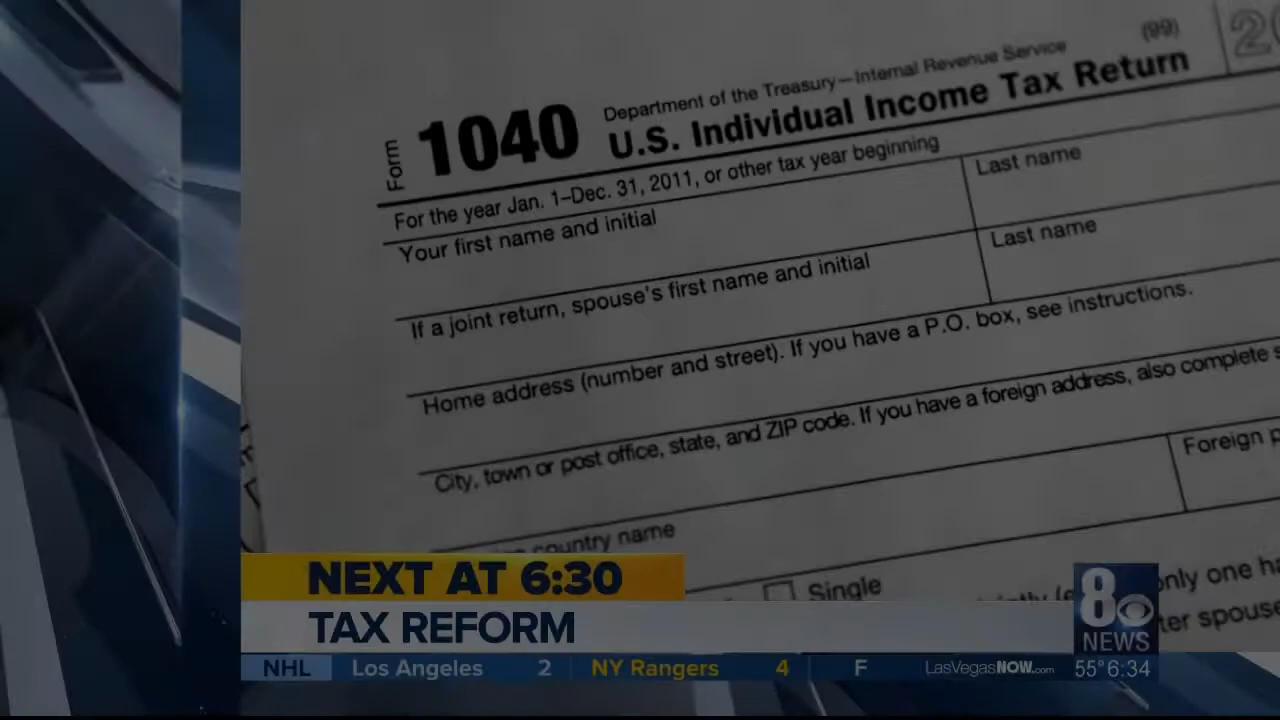 (99)
Department of the Treasury—Internal Revenue Service
Form 1040 U.S. Individual Income Tax Return
For the year Jan. 1–Dec. 31, 2011, or other tax year beginning
Your first name and initial
Last name
If a joint return, spouse's first name and initial
Last name
Home address (number and street). If you have a P.O. box, see instructions.
City, town or post office, state, and ZIP code. If you have a foreign address, also complete
Foreign
country name
Single
only one
spouse
NEXT AT 6:30
TAX REFORM
8 NEWS
NHL Los Angeles 2 NY Rangers 4 F LasVegasNOW.com 55° 6:34